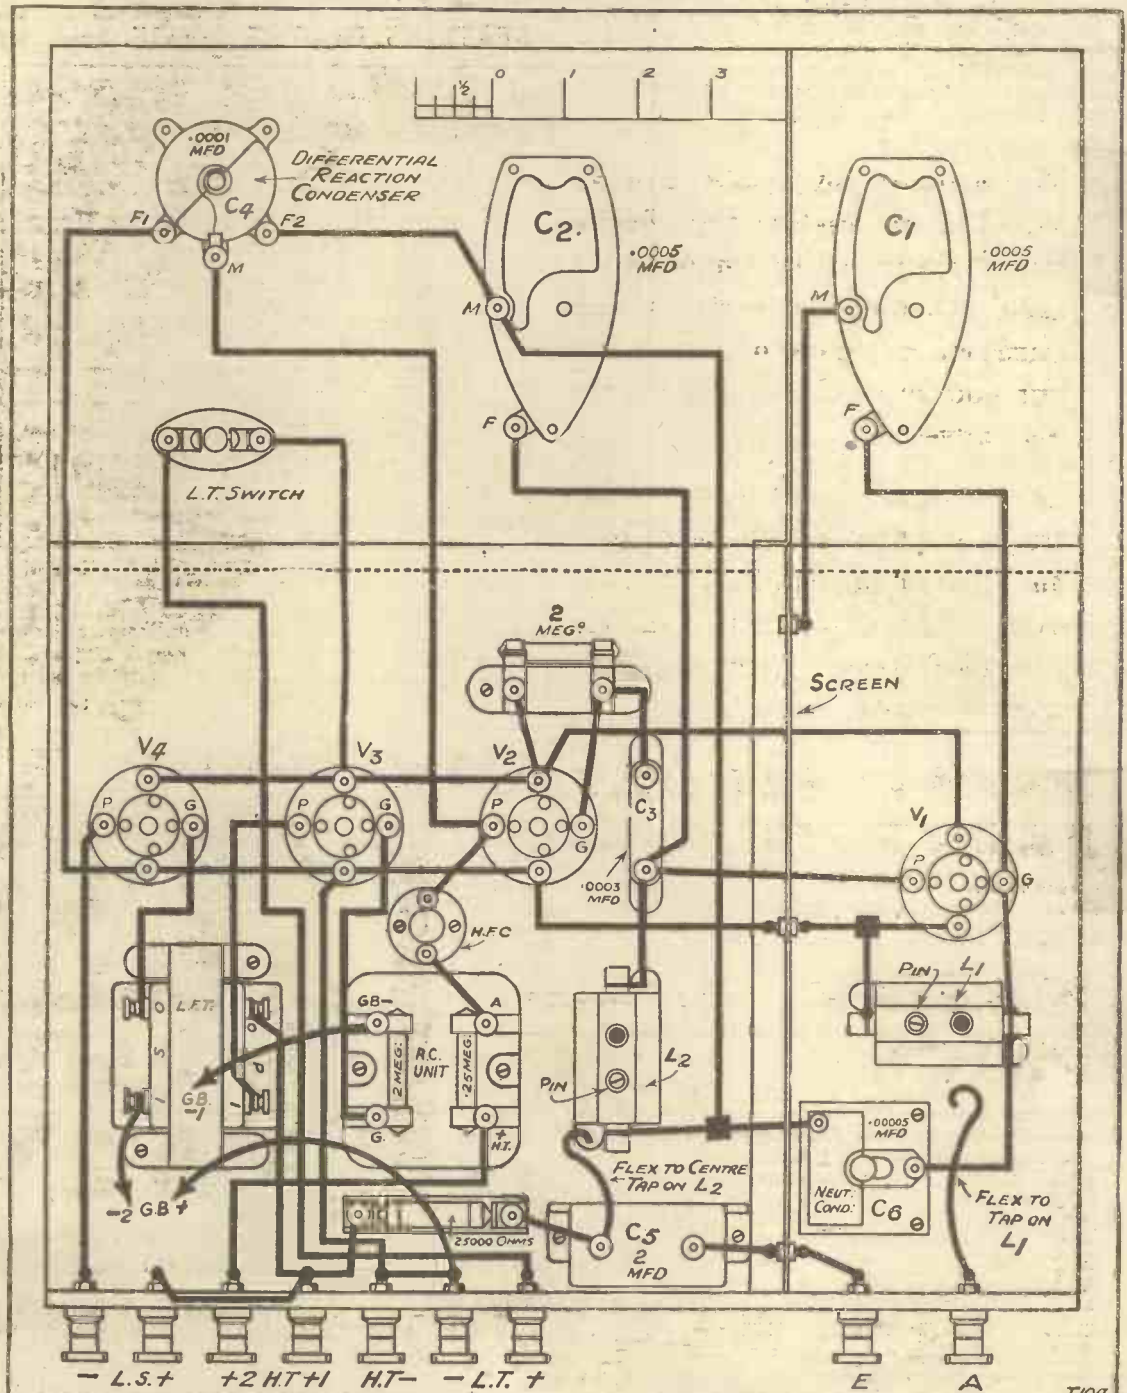 ½ 0 1 2 3
.0001
MFD
C4
DIFFERENTIAL
REACTION
CONDENSER
F1
F2
M
C2.
.0005
MFD
M
F
C1
.0005
MFD
M
F
L.T. SWITCH
2
MEGº
SCREEN
V4
P
G
V3
P
G
V2
P
G
C3
.0003
MFD
V1
P
G
H.F.C
L.F.T.
O
S
I
O
P
I
G.B.
-1
GB-
A
2 MEG:
R.C.
UNIT
.25 MEG:
G.
+
H.T.
L2
PIN
PIN
L1
.00005
MFD
NEUT.
COND:
C6
FLEX TO CENTRE
TAP ON L2
FLEX TO
TAP ON
L1
-2 G.B +
25000 OHMS
C5
2
MFD
- L.S. + +2 H.T +1 H.T- - L.T. + E A